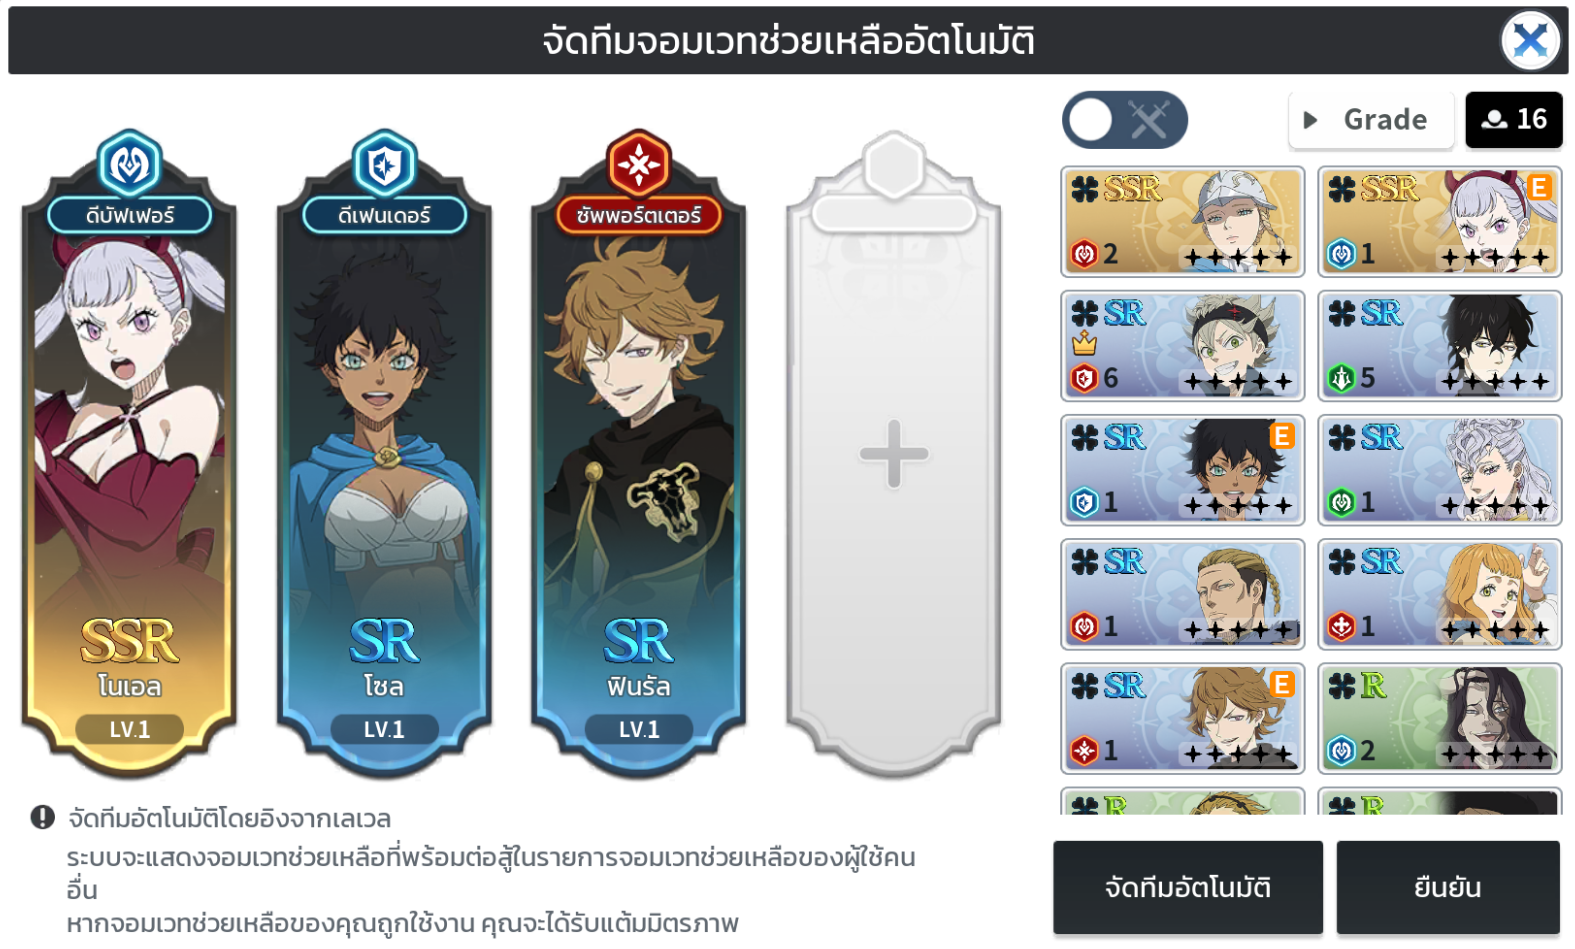 จัดทีมจอมเวทช่วยเหลืออัตโนมัติ
Grade
16
ดีบัฟเฟอร์
ดีเฟนเดอร์
ซัพพอร์ตเตอร์
SSR
SR
SR
โนเอล
โซล
ฟินรัล
LV.1
LV.1
LV.1
SSR
2
SSR
E
1
SR
6
SR
5
SR
E
1
SR
1
SR
1
SR
1
SR
E
1
R
2
R
R
จัดทีมอัตโนมัติโดยอิงจากเลเวล
ระบบจะแสดงจอมเวทช่วยเหลือที่พร้อมต่อสู้ในรายการจอมเวทช่วยเหลือของผู้ใช้คน
อื่น
หากจอมเวทช่วยเหลือของคุณถูกใช้งาน คุณจะได้รับแต้มมิตรภาพ
จัดทีมอัตโนมัติ
ยืนยัน